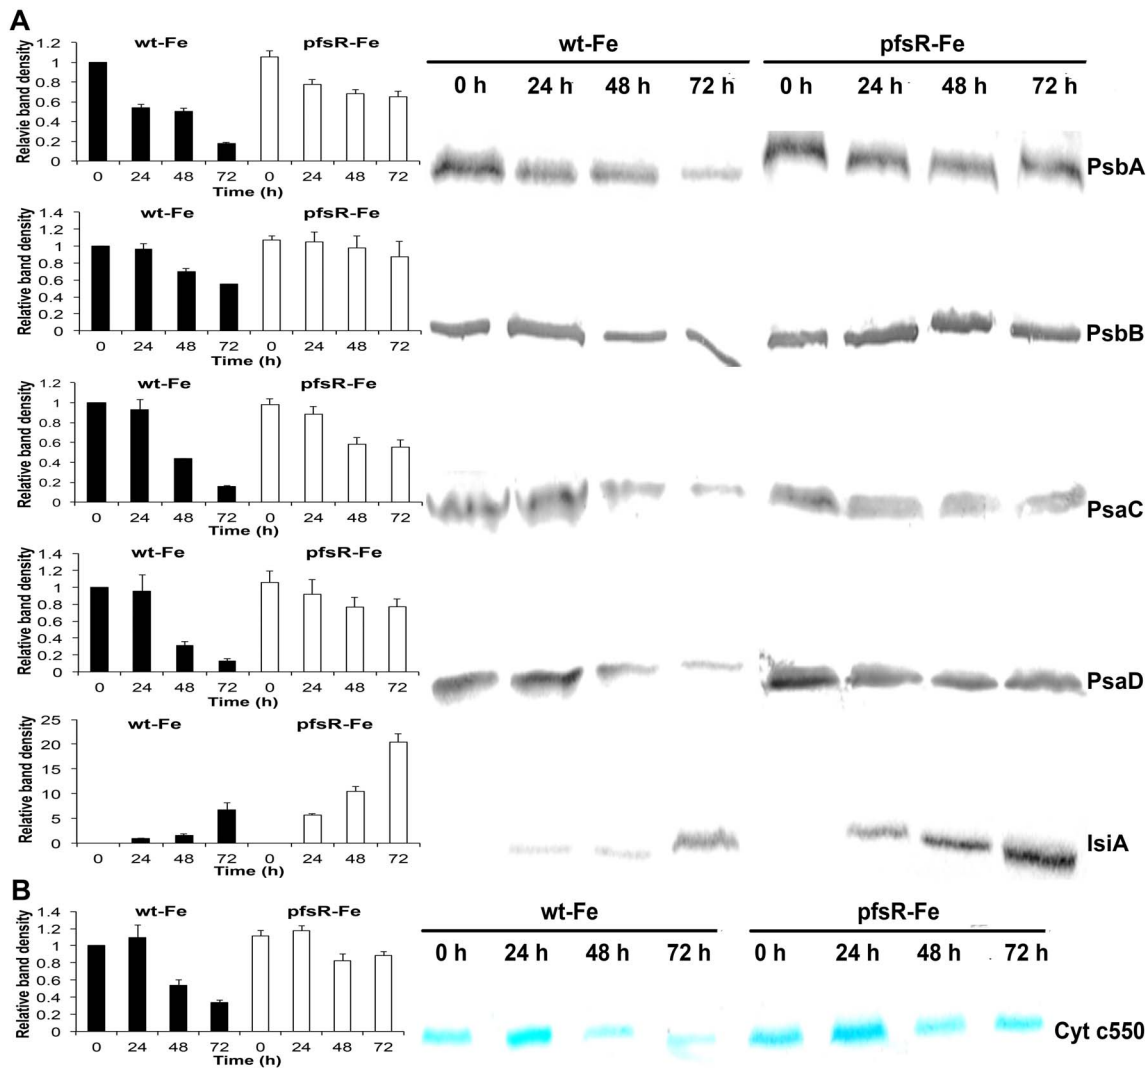 A
wt-Fe pfsR-Fe
0 h 24 h 48 h 72 h 0 h 24 h 48 h 72 h
wt-Fe pfsR-Fe
Relavie band density
1.2
1
0.8
0.6
0.4
0.2
0
0 24 48 72 0 24 48 72
Time (h)
PsbA
wt-Fe pfsR-Fe
Relative band density
1.4
1.2
1
0.8
0.6
0.4
0.2
0
0 24 48 72 0 24 48 72
Time (h)
PsbB
wt-Fe pfsR-Fe
Relative band density
1.2
1
0.8
0.6
0.4
0.2
0
0 24 48 72 0 24 48 72
Time (h)
PsaC
wt-Fe pfsR-Fe
Relative band density
1.4
1.2
1
0.8
0.6
0.4
0.2
0
0 24 48 72 0 24 48 72
Time (h)
PsaD
wt-Fe pfsR-Fe
Relative band density
25
20
15
10
5
0
0 24 48 72 0 24 48 72
Time (h)
IsiA
B
wt-Fe pfsR-Fe
0 h 24 h 48 h 72 h 0 h 24 h 48 h 72 h
wt-Fe pfsR-Fe
Relative band density
1.4
1.2
1
0.8
0.6
0.4
0.2
0
0 24 48 72 0 24 48 72
Time (h)
Cyt c550